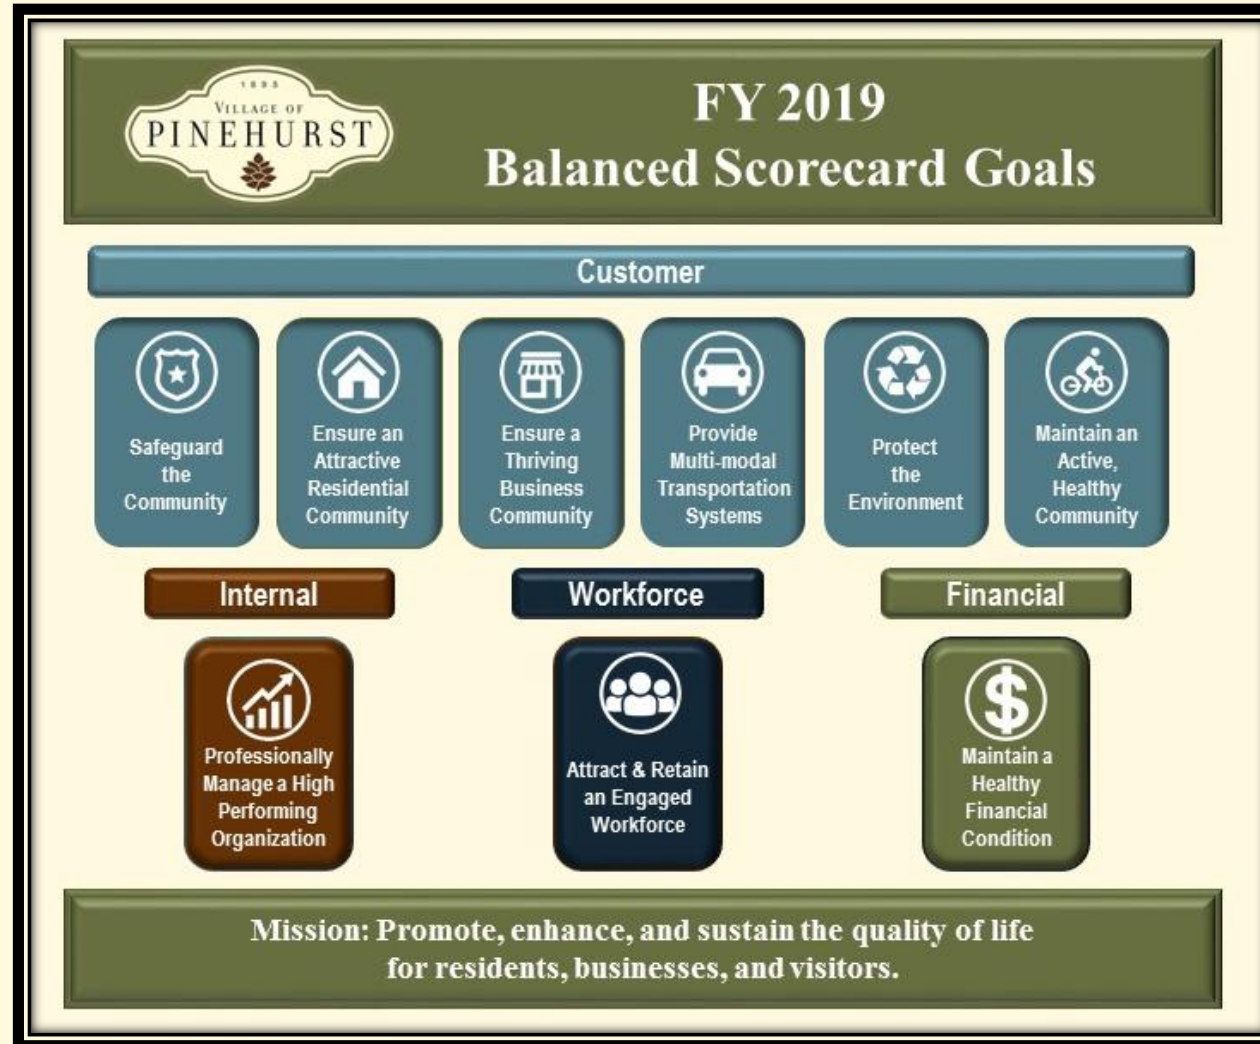 1895
VILLAGE OF
PINEHURST
FY 2019
Balanced Scorecard Goals
Customer
Safeguard
the
Community
Ensure an
Attractive
Residential
Community
Ensure a
Thriving
Business
Community
Provide
Multi-modal
Transportation
Systems
Protect
the
Environment
Maintain an
Active,
Healthy
Community
Internal
Workforce
Financial
Professionally
Manage a High
Performing
Organization
Attract & Retain
an Engaged
Workforce
$
Maintain a
Healthy
Financial
Condition
Mission: Promote, enhance, and sustain the quality of life
for residents, businesses, and visitors.